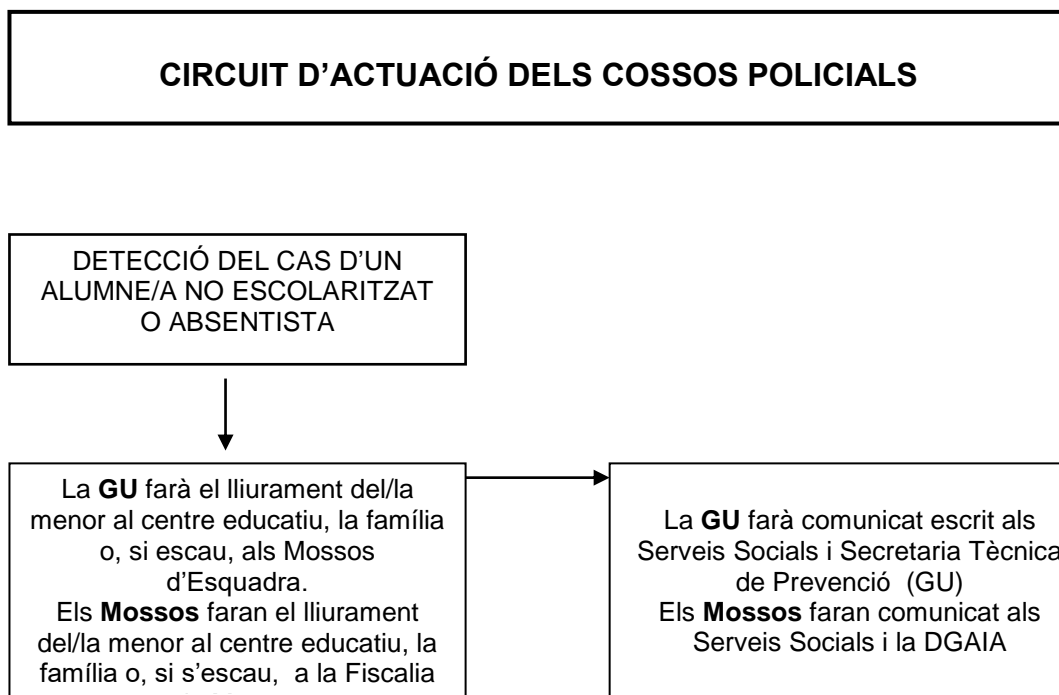 CIRCUIT D’ACTUACIÓ DELS COSSOS POLICIALS
DETECCIÓ DEL CAS D’UN
ALUMNE/A NO ESCOLARITZAT
O ABSENTISTA
La GU farà el lliurament del/la
menor al centre educatiu, la família
o, si escau, als Mossos
d’Esquadra.
Els Mossos faran el lliurament
del/la menor al centre educatiu, la
família o, si s’escau, a la Fiscalia
La GU farà comunicat escrit als
Serveis Socials i Secretaria Tècnica
de Prevenció (GU)
Els Mossos faran comunicat als
Serveis Socials i la DGAIA